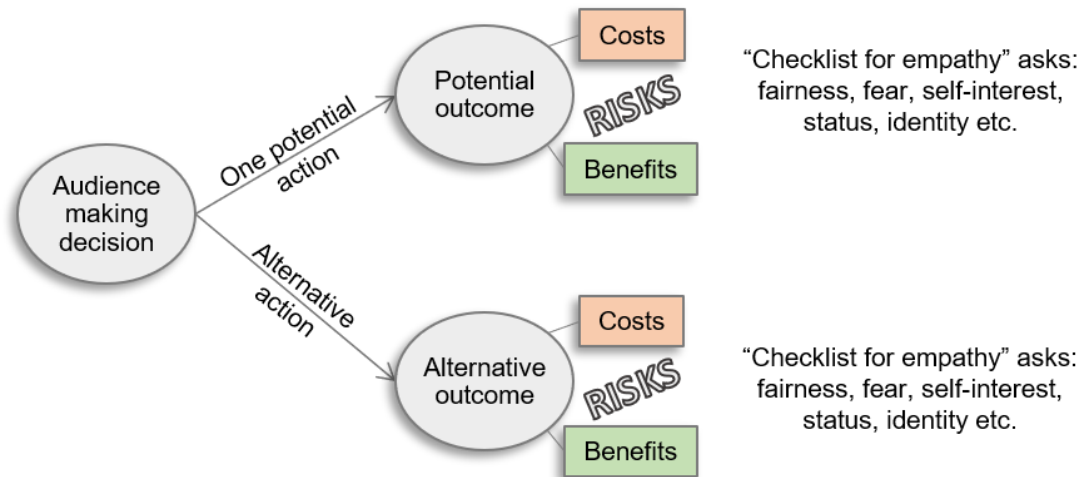 Costs
Potential
outcome
RISKS
Benefits
“Checklist for empathy” asks:
fairness, fear, self-interest,
status, identity etc.
One potential
action
Audience
making
decision
Alternative
action
Costs
Alternative
outcome
RISKS
Benefits
“Checklist for empathy” asks:
fairness, fear, self-interest,
status, identity etc.